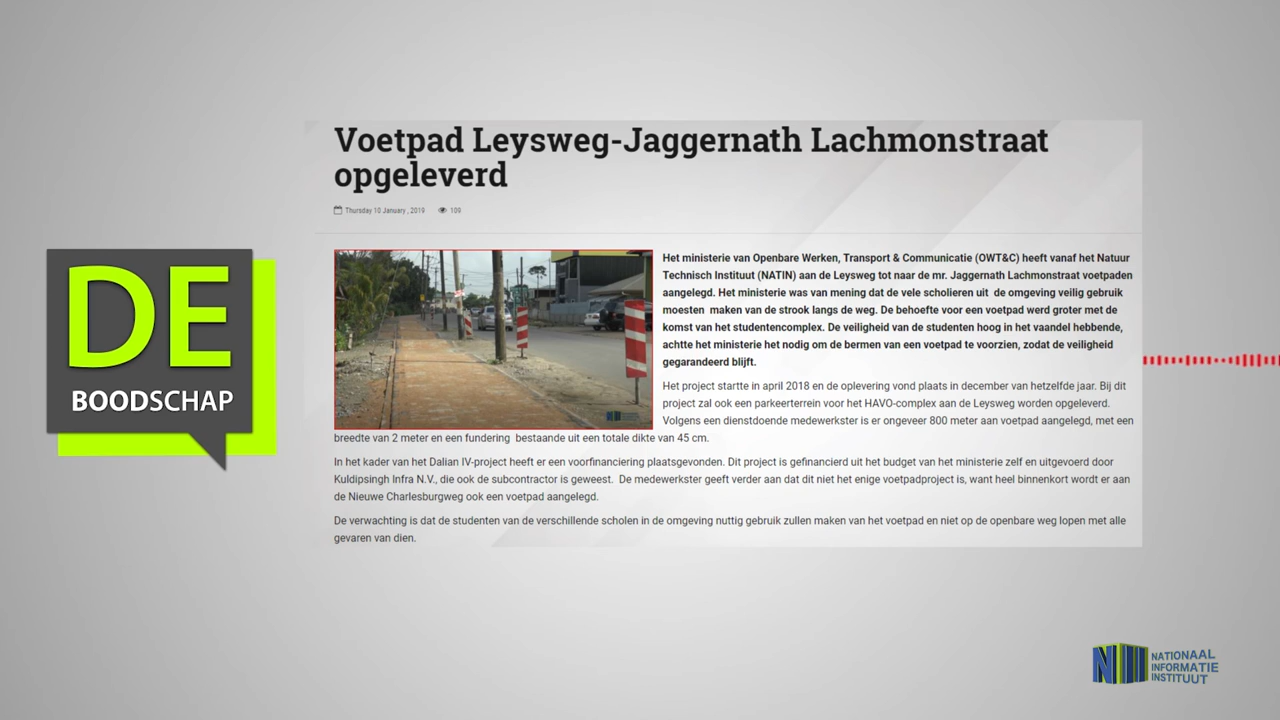 DE
BOODSCHAP
Voetpad Leysweg-Jaggernath Lachmonstraat
opgeleverd
Thursday 10 January , 2019 109
Het ministerie van Openbare Werken, Transport & Communicatie (OWT&C) heeft vanaf het Natuur
Technisch Instituut (NATIN) aan de Leysweg tot naar de mr. Jaggernath Lachmonstraat voetpaden
aangelegd. Het ministerie was van mening dat de vele scholieren uit de omgeving veilig gebruik
moesten maken van de strook langs de weg. De behoefte voor een voetpad werd groter met de
komst van het studentencomplex. De veiligheid van de studenten hoog in het vaandel hebbende,
achtte het ministerie het nodig om de bermen van een voetpad te voorzien, zodat de veiligheid
gegarandeerd blijft.
Het project startte in april 2018 en de oplevering vond plaats in december van hetzelfde jaar. Bij dit
project zal ook een parkeerterrein voor het HAVO-complex aan de Leysweg worden opgeleverd.
Volgens een dienstdoende medewerkster is er ongeveer 800 meter aan voetpad aangelegd, met een
breedte van 2 meter en een fundering bestaande uit een totale dikte van 45 cm.
In het kader van het Dalian IV-project heeft er een voorfinanciering plaatsgevonden. Dit project is gefinancierd uit het budget van het ministerie zelf en uitgevoerd door
Kuldipsingh Infra N.V., die ook de subcontractor is geweest. De medewerkster geeft verder aan dat dit niet het enige voetpadproject is, want heel binnenkort wordt er aan
de Nieuwe Charlesburgweg ook een voetpad aangelegd.
De verwachting is dat de studenten van de verschillende scholen in de omgeving nuttig gebruik zullen maken van het voetpad en niet op de openbare weg lopen met alle
gevaren van dien.
NII NATIONAAL
INFORMATIE
INSTITUUT